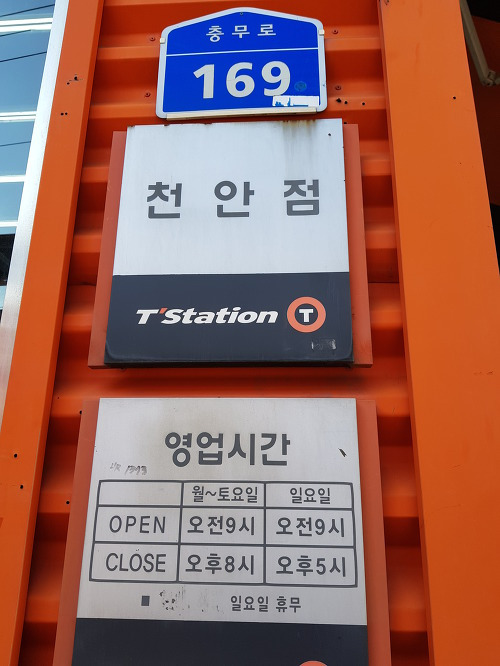 충무로
169
천안점
T'Station T
영업시간
월~토요일 일요일
OPEN 오전9시 오전9시
CLOSE 오후8시 오후5시
■ 일요일 휴무